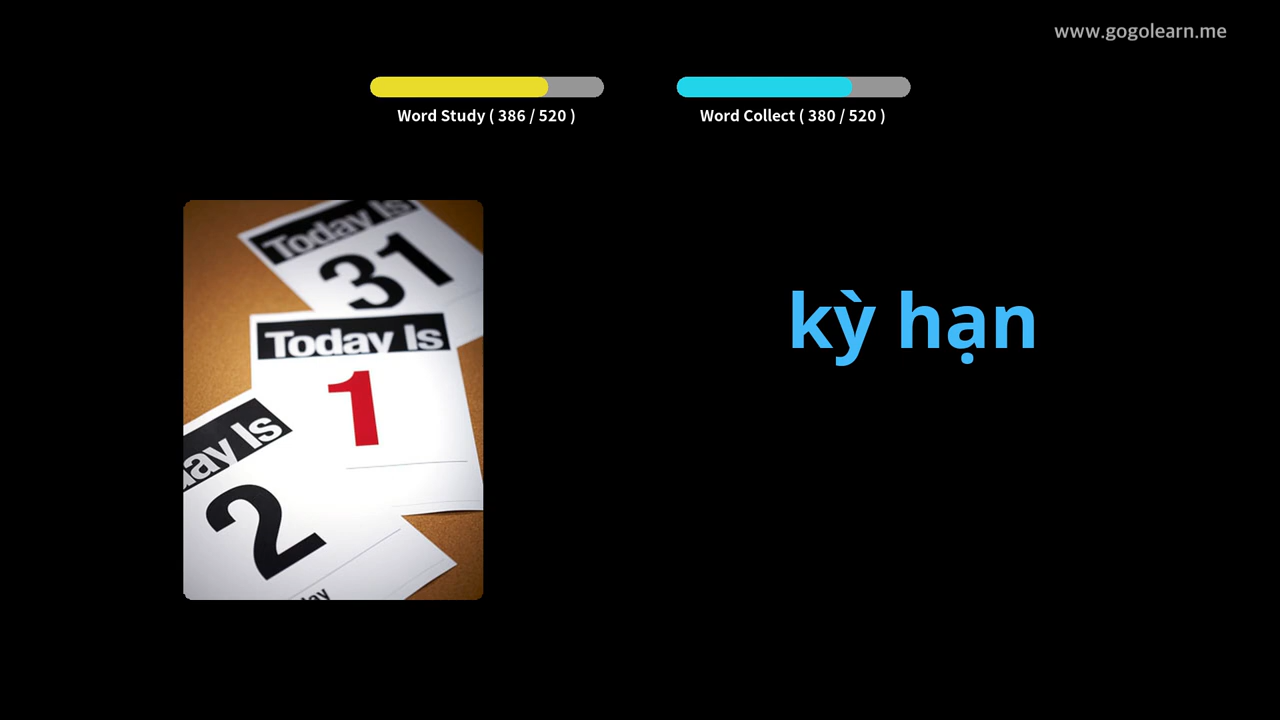 www.gogolearn.me
Word Study ( 386 / 520 )
Word Collect ( 380 / 520 )
Today Is
31
Today Is
1
ay Is
2
kỳ hạn